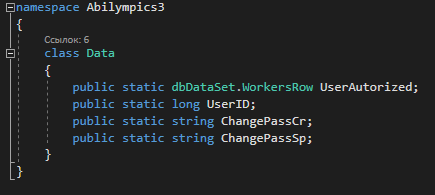 namespace Abilympics3
{
Ссылок: 6
class Data
{
public static dbDataSet.WorkersRow UserAutorized;
public static long UserID;
public static string ChangePassCr;
public static string ChangePassSp;
}
}